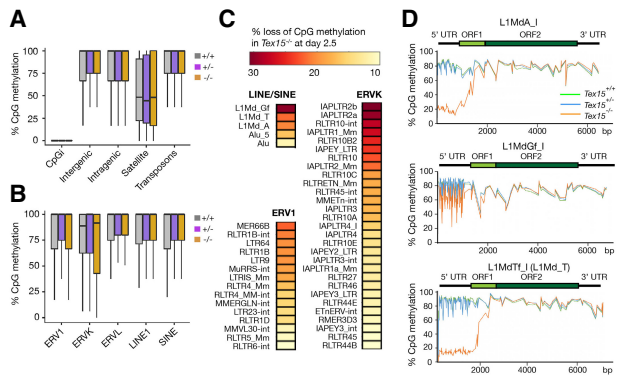 A
% CpG methylation
100
75
50
25
0
+/+
+/-
-/-
CpGi
Intergenic
Intragenic
Satellite
Transposons
B
% CpG methylation
100
75
50
25
0
+/+
+/-
-/-
ERV1
ERVK
ERVL
LINE1
SINE
C
% loss of CpG methylation
in Tex15-/- at day 2.5
30 20 10
LINE/SINE
L1Md_Gf
L1Md_T
L1Md_A
Alu_5
Alu
ERV1
MER66B
RLTR1B-int
LTR64
RLTR1B
LTR9
MuRRS-int
LTRIS_Mm
RLTR4_Mm
RLTR4_MM-int
MMERGLN-int
LTR23-int
RLTR1D
MMVL30-int
RLTR5_Mm
RLTR6-int
ERVK
IAPLTR2b
IAPLTR2a
RLTR10-int
IAPLTR1_Mm
RLTR10B2
IAPEY_LTR
RLTR10
IAPLTR2_Mm
RLTR10C
RLTRETN_Mm
RLTR45-int
MMETn-int
IAPLTR3
RLTR10A
IAPLTR4_I
IAPLTR4
RLTR10E
IAPEY2_LTR
IAPLTR3-int
IAPLTR1a_Mm
RLTR27
RLTR46
IAPEY3_LTR
RLTR44E
ETnERV-int
RMER3D3
IAPEY3_int
RLTR45
RLTR44B
D
L1MdA_I
5' UTR ORF1 ORF2 3' UTR
% CpG methylation
100
80
60
40
20
0
Tex15+/+
Tex15+/-
Tex15-/-
2000 4000 6000 bp
L1MdGf_I
5' UTR ORF1 ORF2 3' UTR
% CpG methylation
100
80
60
40
20
0
2000 4000 6000 bp
L1MdTf_I (L1Md_T)
5' UTR ORF1 ORF2 3' UTR
% CpG methylation
100
80
60
40
20
0
2000 4000 6000 bp